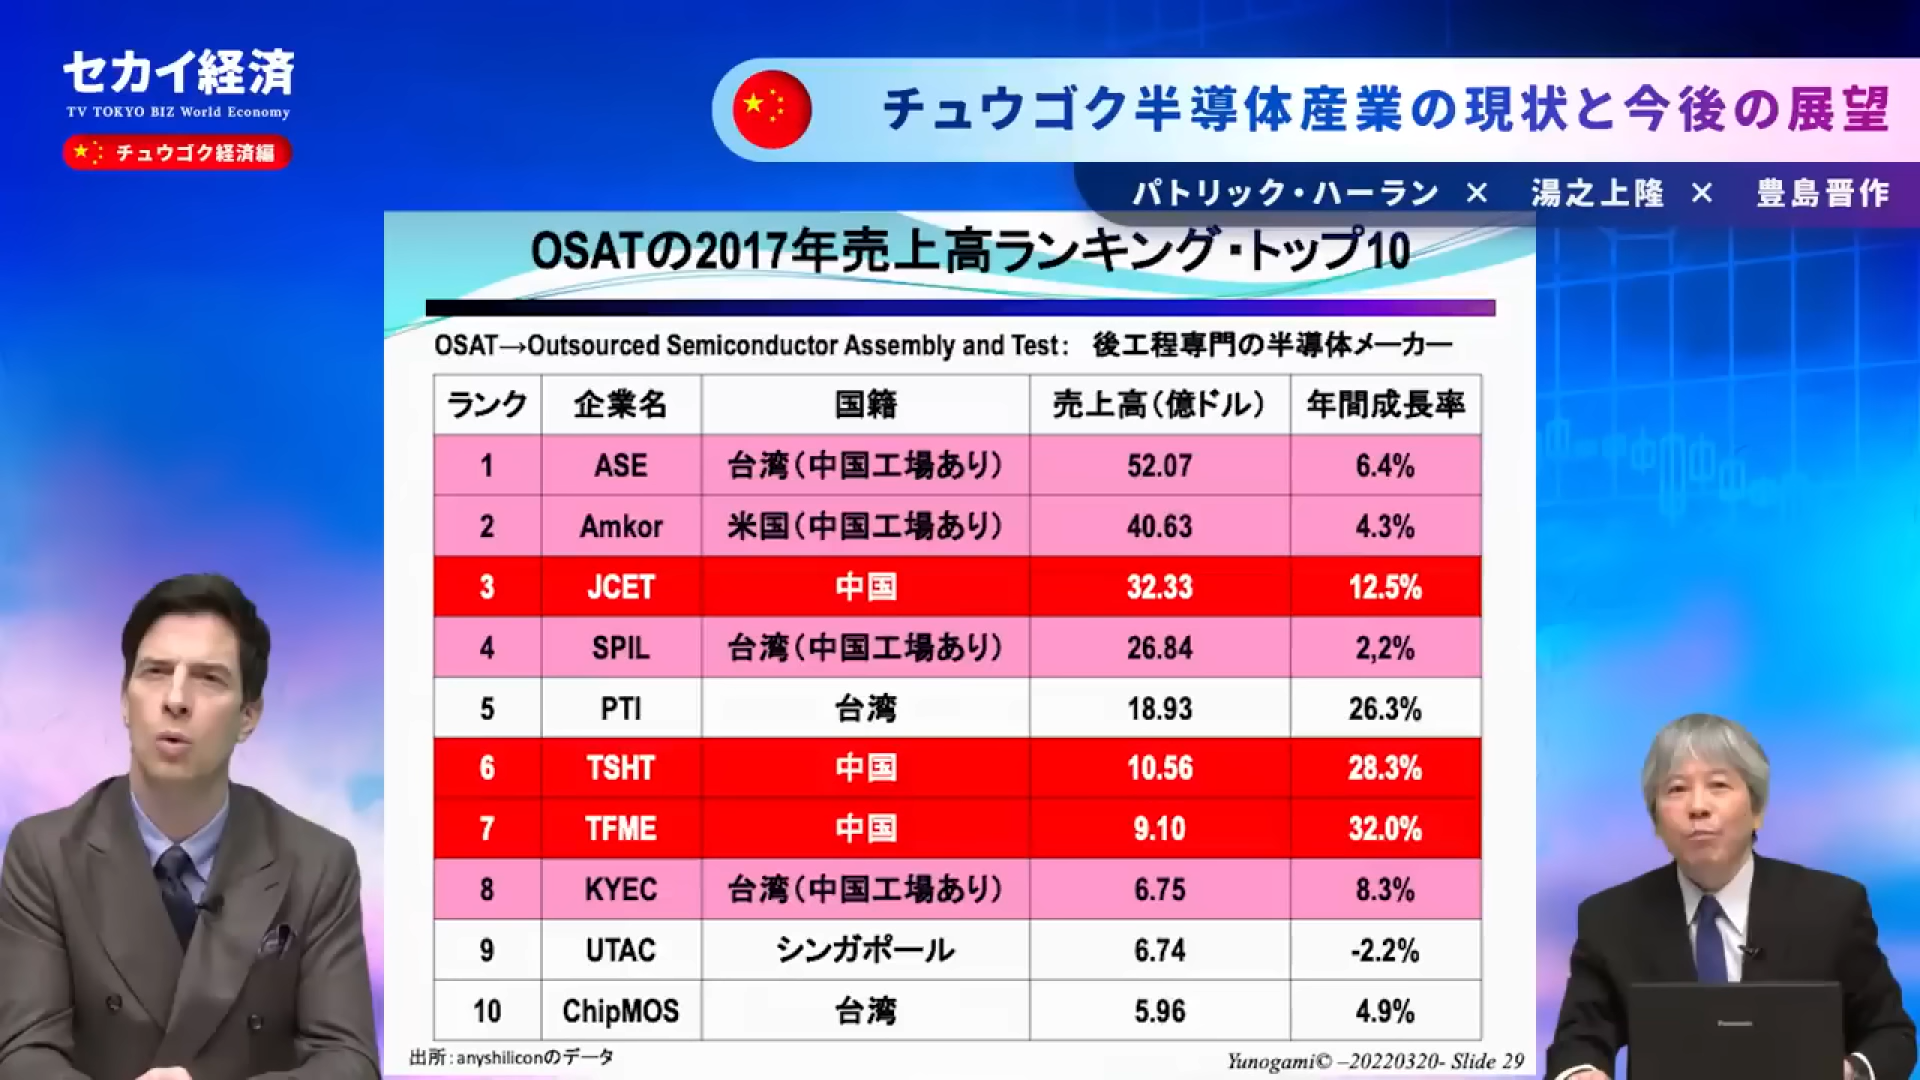 セカイ経済
TV TOKYO BIZ World Economy
チュウゴク経済編
チュウゴク半導体産業の現状と今後の展望
パトリック・ハーラン × 湯之上隆 × 豊島晋作
OSATの2017年売上高ランキング・トップ10
OSAT→Outsourced Semiconductor Assembly and Test： 後工程専門の半導体メーカー
ランク 企業名 国籍 売上高（億ドル） 年間成長率
1 ASE 台湾（中国工場あり） 52.07 6.4%
2 Amkor 米国（中国工場あり） 40.63 4.3%
3 JCET 中国 32.33 12.5%
4 SPIL 台湾（中国工場あり） 26.84 2,2%
5 PTI 台湾 18.93 26.3%
6 TSHT 中国 10.56 28.3%
7 TFME 中国 9.10 32.0%
8 KYEC 台湾（中国工場あり） 6.75 8.3%
9 UTAC シンガポール 6.74 -2.2%
10 ChipMOS 台湾 5.96 4.9%
出所：anyshiliconのデータ
Yunogami© –20220320- Slide 29
Panasonic